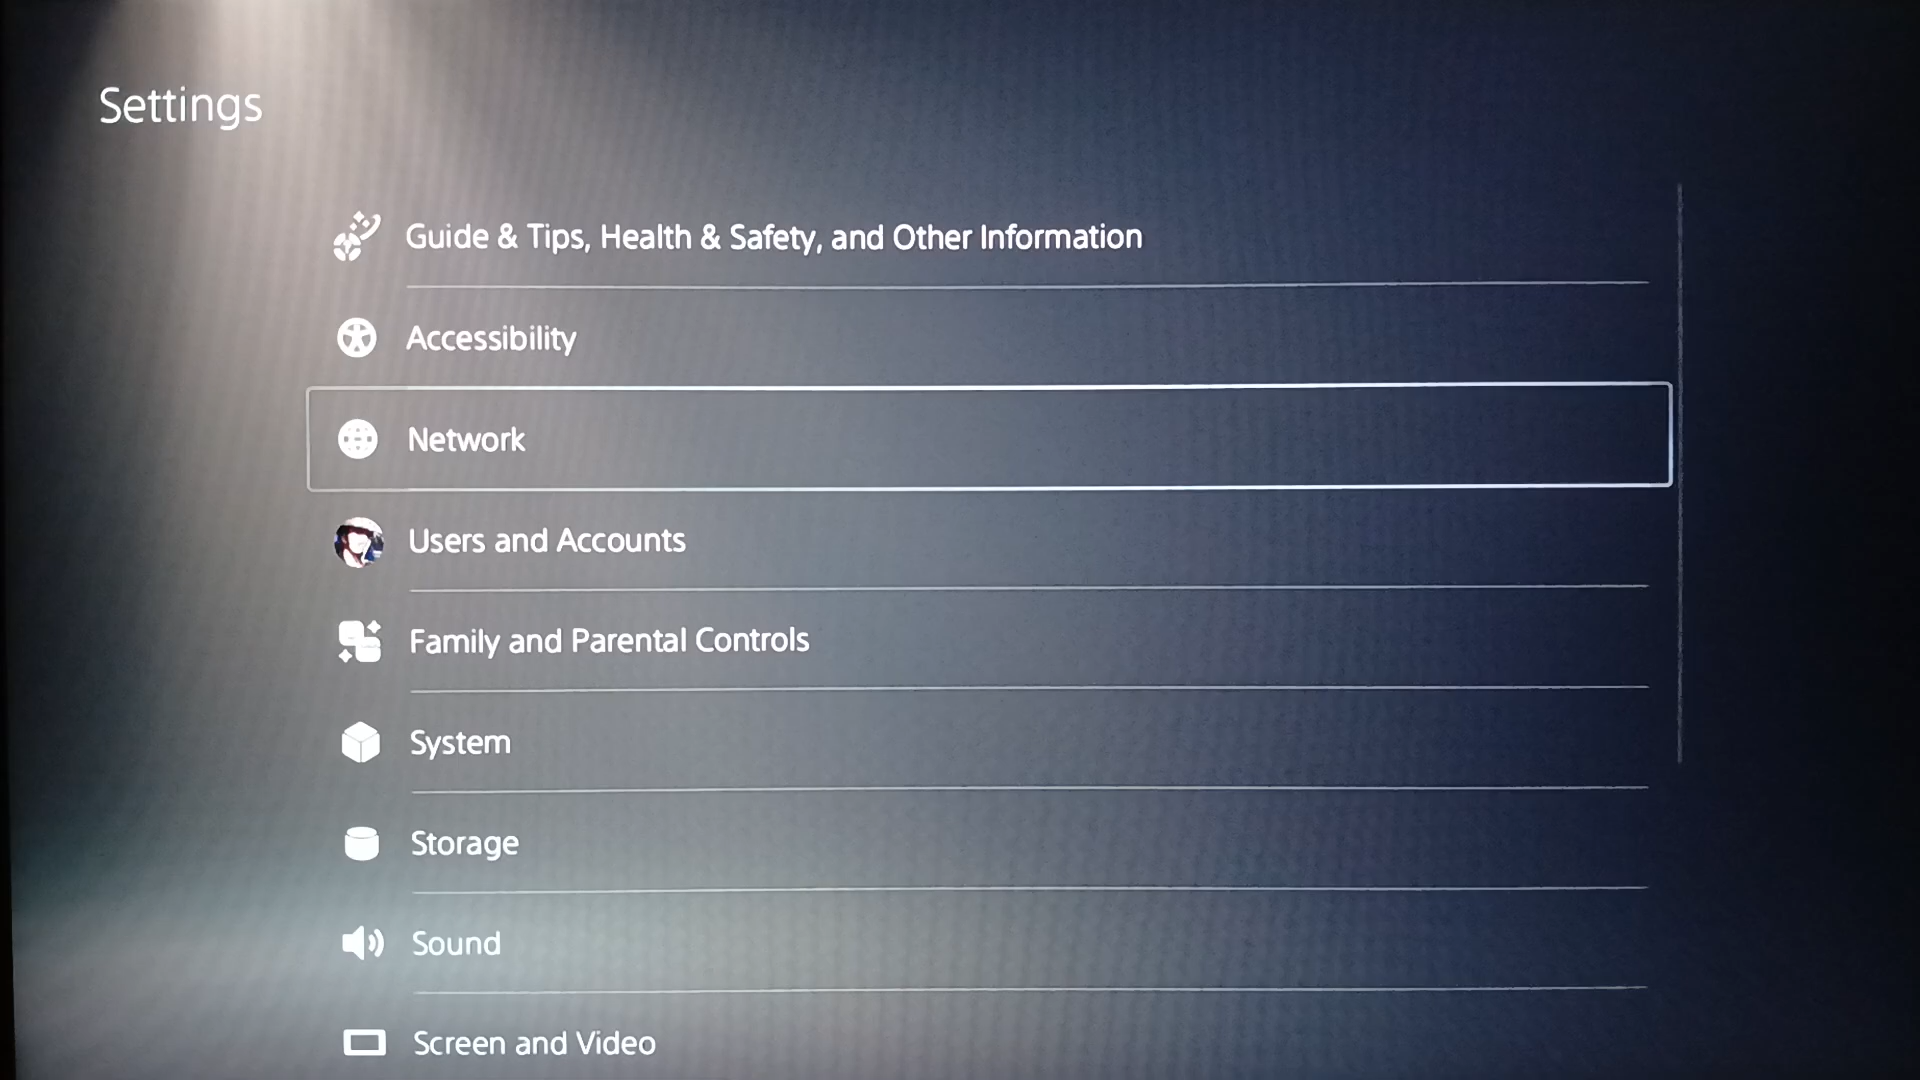 Settings
Guide & Tips, Health & Safety, and Other Information
Accessibility
Network
Users and Accounts
Family and Parental Controls
System
Storage
Sound
Screen and Video